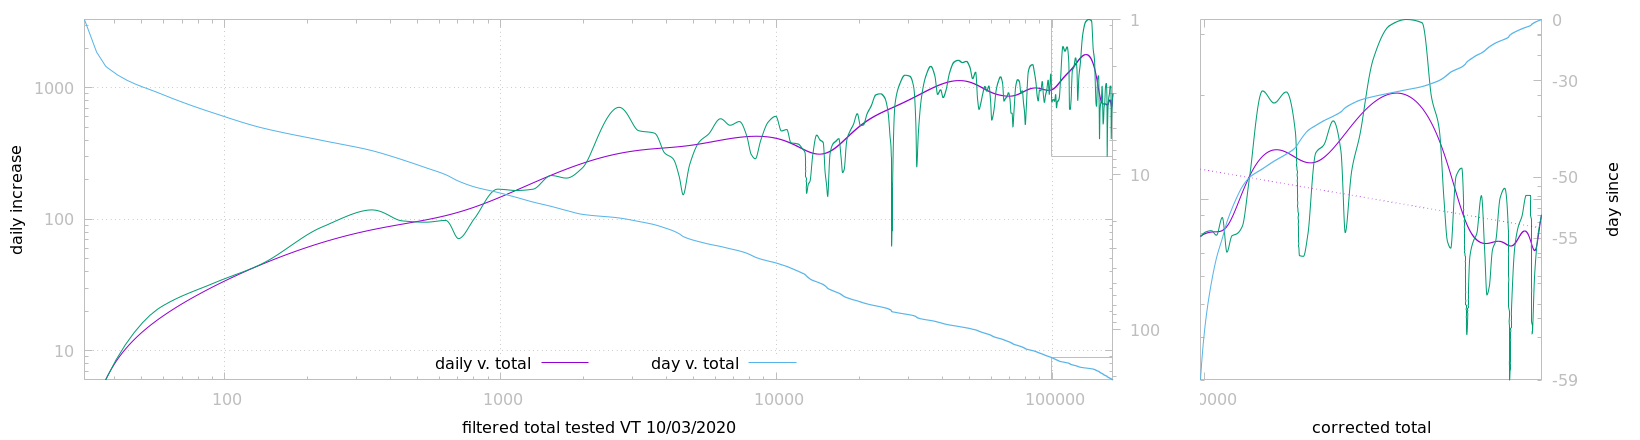 daily increase
1000
100
10
100
1000
10000
100000
filtered total tested VT 10/03/2020
daily v. total
day v. total
1
10
100
0
-30
-50
-55
-59
day since
0000
corrected total